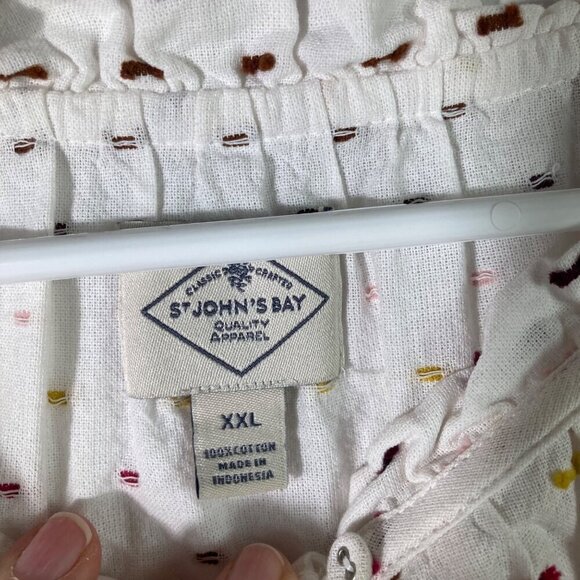 CLASSIC CRAFTED
ST JOHN'S BAY
QUALITY
APPAREL
XXL
100%COTTON
MADE IN
INDONESIA